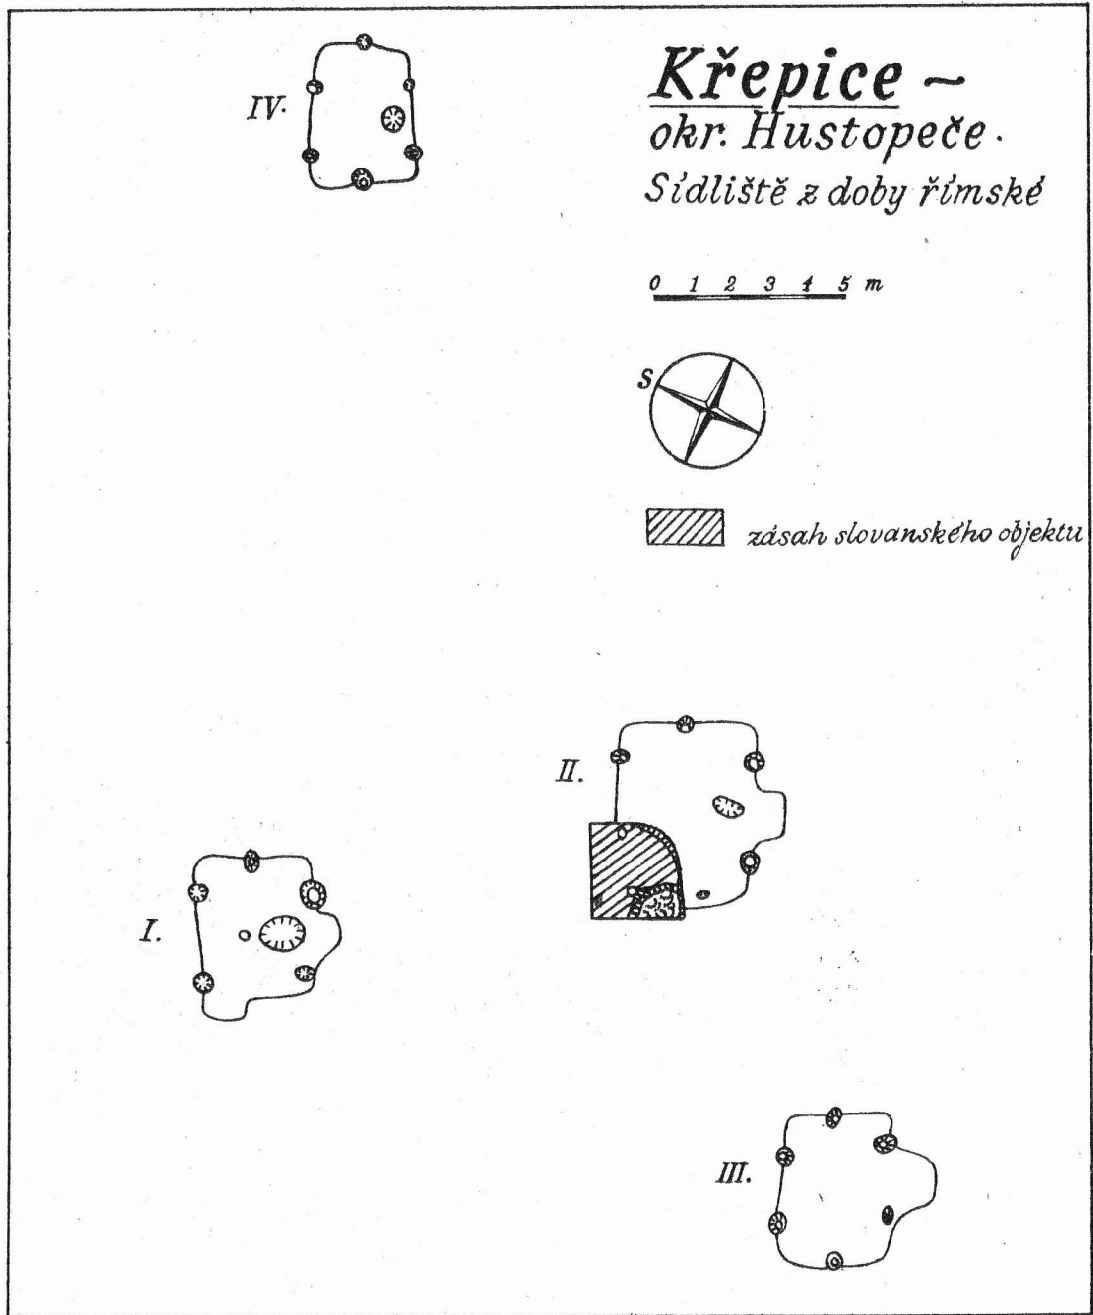 Křepice ~
okr. Hustopeče.
Sídliště z doby římské
0 1 2 3 4 5 m
S
zásah slovanského objektu
IV.
II.
I.
III.